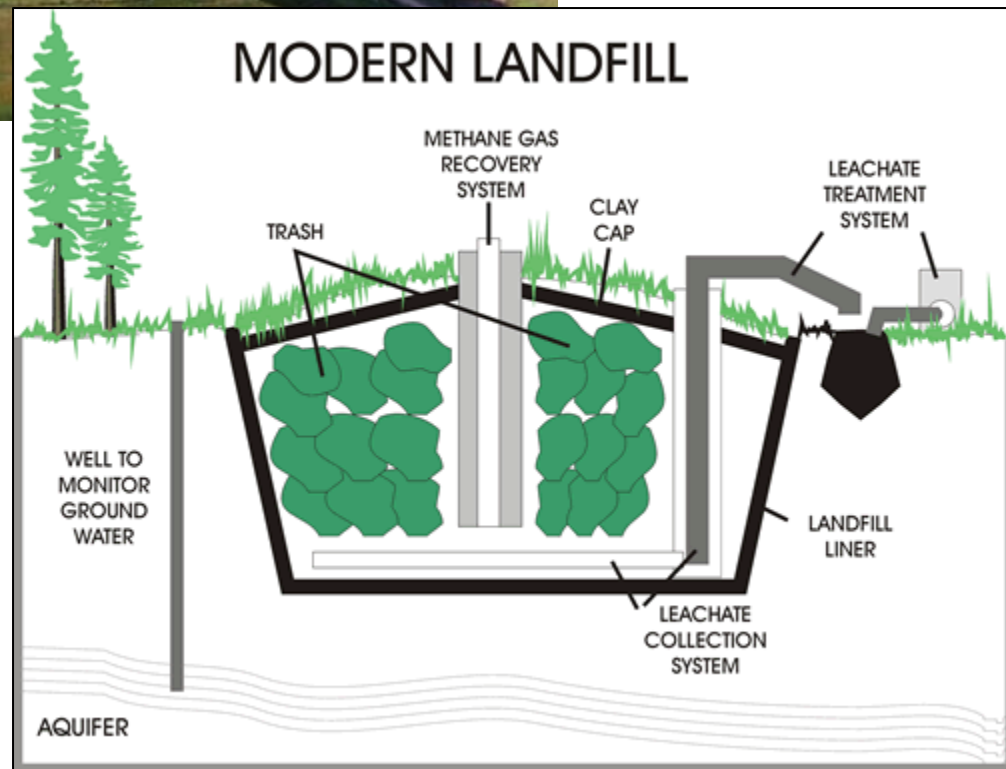 MODERN LANDFILL
METHANE GAS
RECOVERY
SYSTEM
LEACHATE
TREATMENT
SYSTEM
CLAY
CAP
TRASH
WELL TO
MONITOR
GROUND
WATER
LANDFILL
LINER
LEACHATE
COLLECTION
SYSTEM
AQUIFER